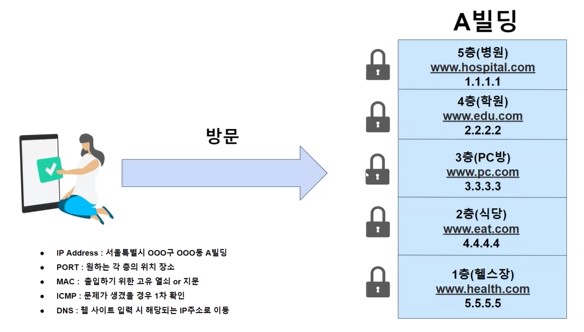 A빌딩
5층(병원)
www.hospital.com
1.1.1.1
4층(학원)
www.edu.com
2.2.2.2
3층(PC방)
www.pc.com
3.3.3.3
2층(식당)
www.eat.com
4.4.4.4
1층(헬스장)
www.health.com
5.5.5.5
방문
• IP Address : 서울특별시 OOO구 OOO동 A빌딩
• PORT : 원하는 각 층의 위치 장소
• MAC : 출입하기 위한 고유 열쇠 or 지문
• ICMP : 문제가 생겼을 경우 1차 확인
• DNS : 웹 사이트 입력 시 해당되는 IP주소로 이동